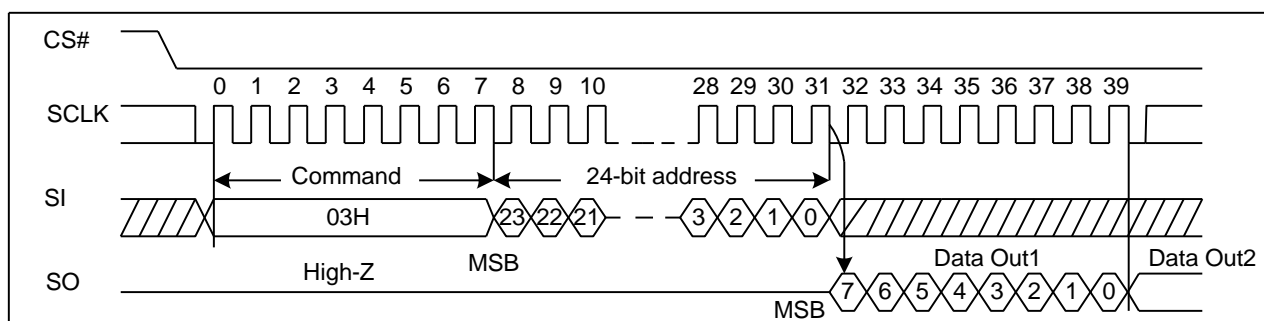 CS#
0 1 2 3 4 5 6 7 8 9 10 28 29 30 31 32 33 34 35 36 37 38 39
SCLK
Command 24-bit address
SI
03H 23 22 21 3 2 1 0
High-Z MSB Data Out1 Data Out2
SO
MSB 7 6 5 4 3 2 1 0